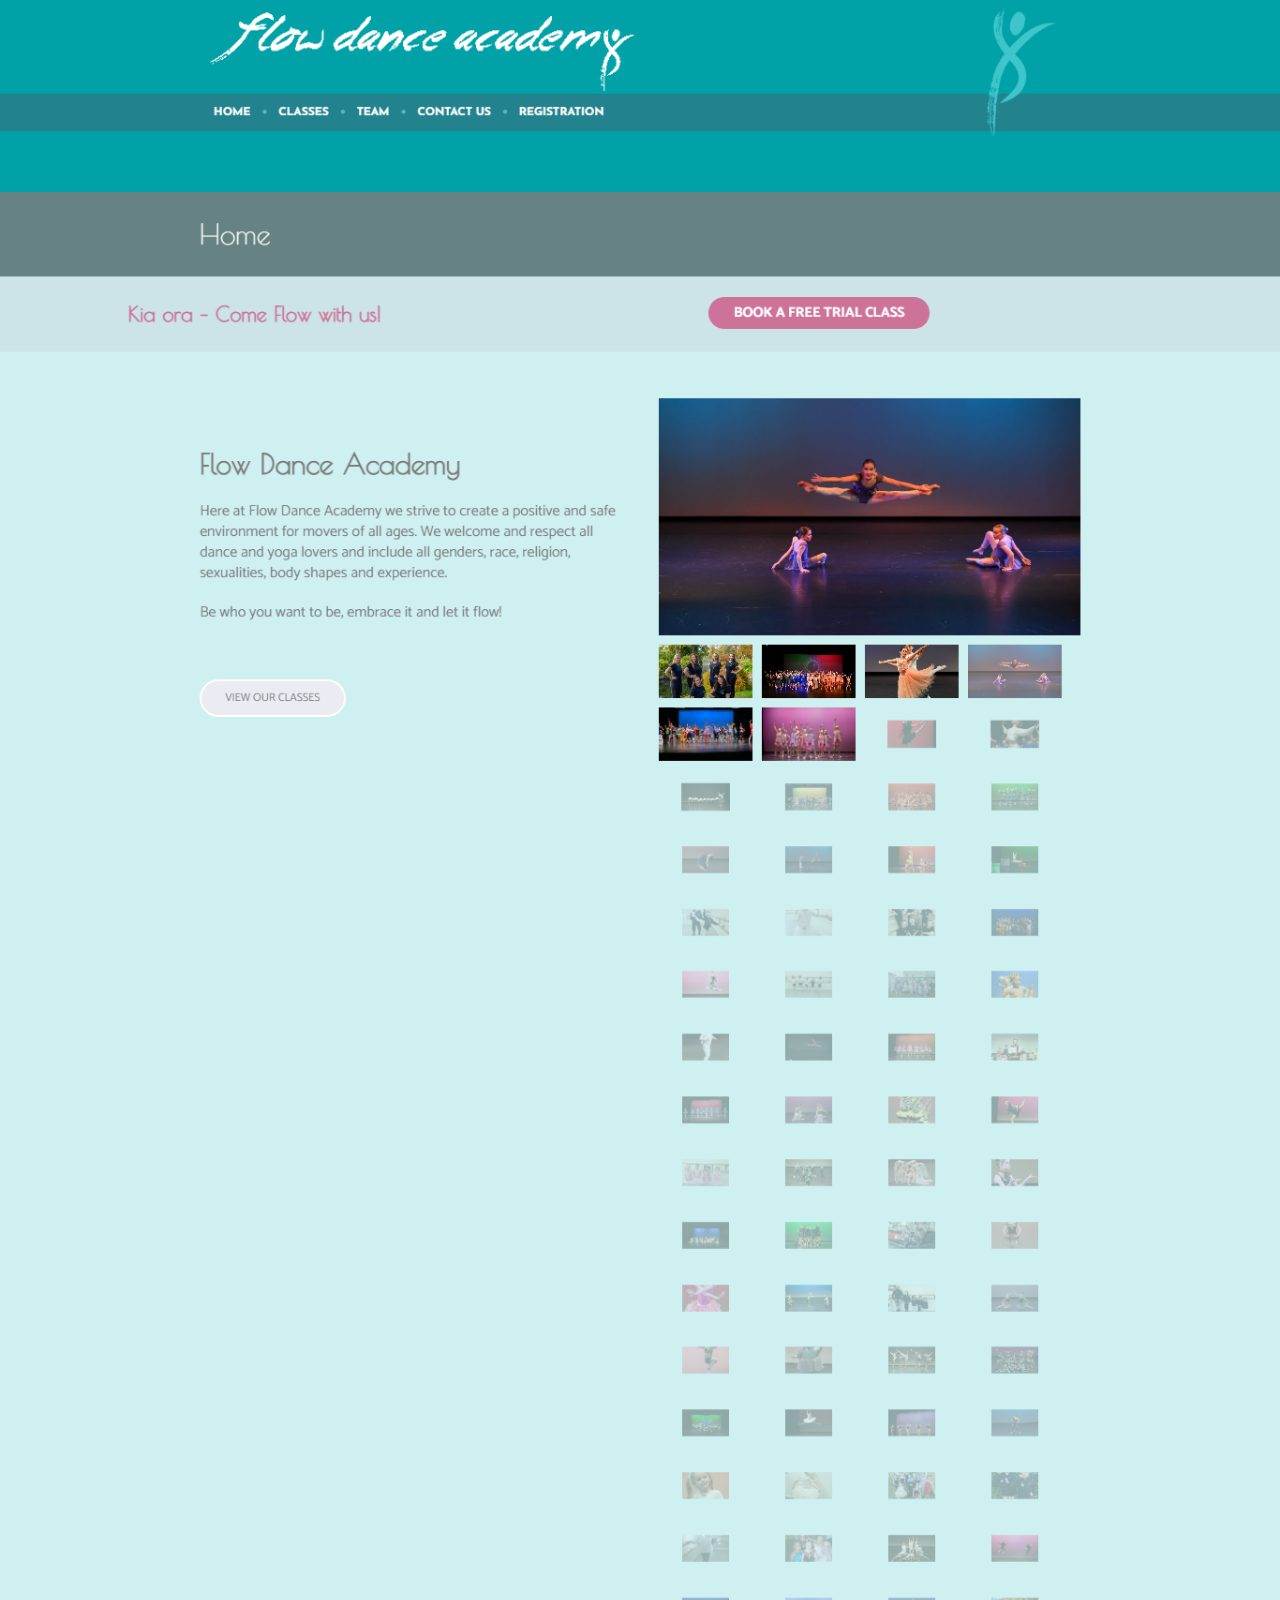 flow dance academy
HOME • CLASSES • TEAM • CONTACT US • REGISTRATION
Home
Kia ora – Come Flow with us!
BOOK A FREE TRIAL CLASS
Flow Dance Academy
Here at Flow Dance Academy we strive to create a positive and safe
environment for movers of all ages. We welcome and respect all
dance and yoga lovers and include all genders, race, religion,
sexualities, body shapes and experience.
Be who you want to be, embrace it and let it flow!
VIEW OUR CLASSES